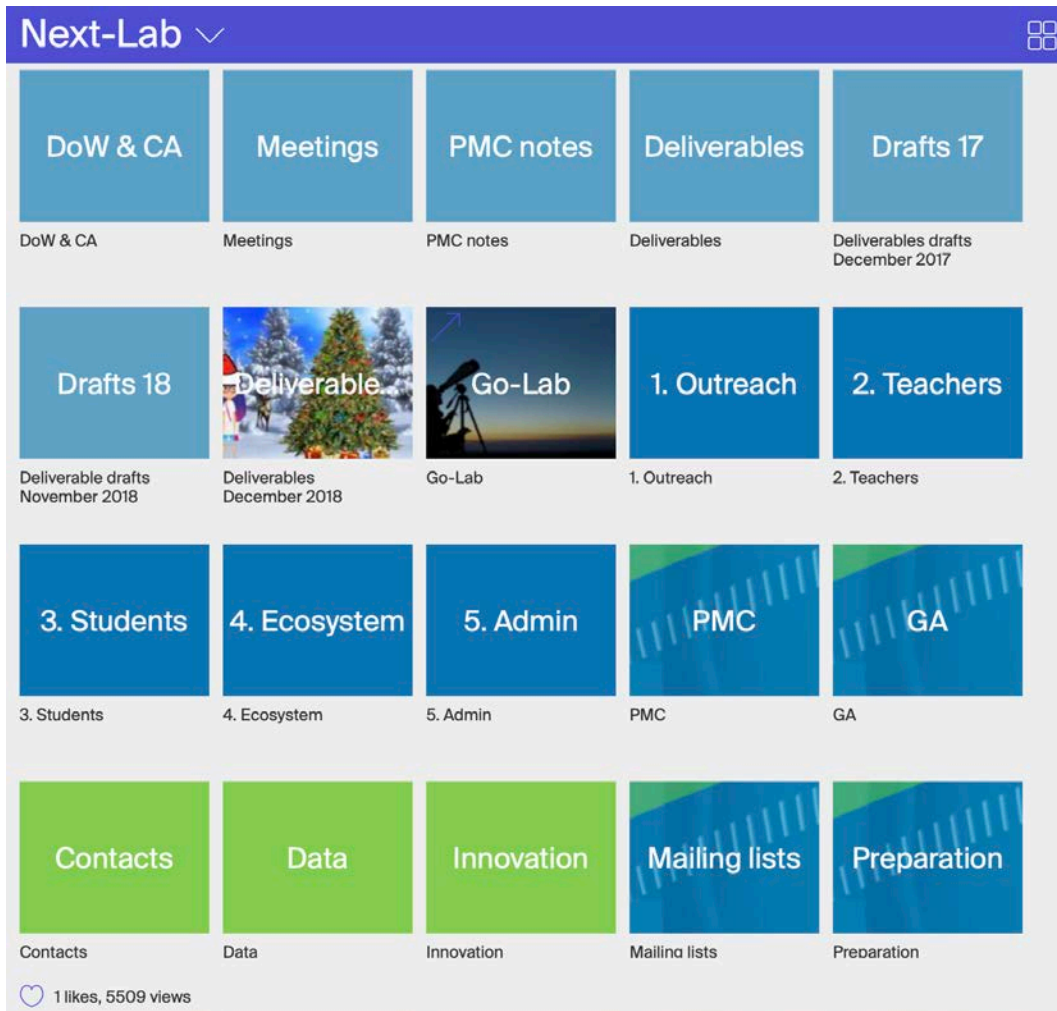 Next-Lab
DoW & CA
Meetings
PMC notes
Deliverables
Drafts 17
DoW & CA
Meetings
PMC notes
Deliverables
Deliverables drafts
December 2017
Drafts 18
Deliverable...
Go-Lab
1. Outreach
2. Teachers
Deliverable drafts
November 2018
Deliverables
December 2018
Go-Lab
1. Outreach
2. Teachers
3. Students
4. Ecosystem
5. Admin
PMC
GA
3. Students
4. Ecosystem
5. Admin
PMC
GA
Contacts
Data
Innovation
Mailing lists
Preparation
Contacts
Data
Innovation
Mailing lists
Preparation
1 likes, 5509 views